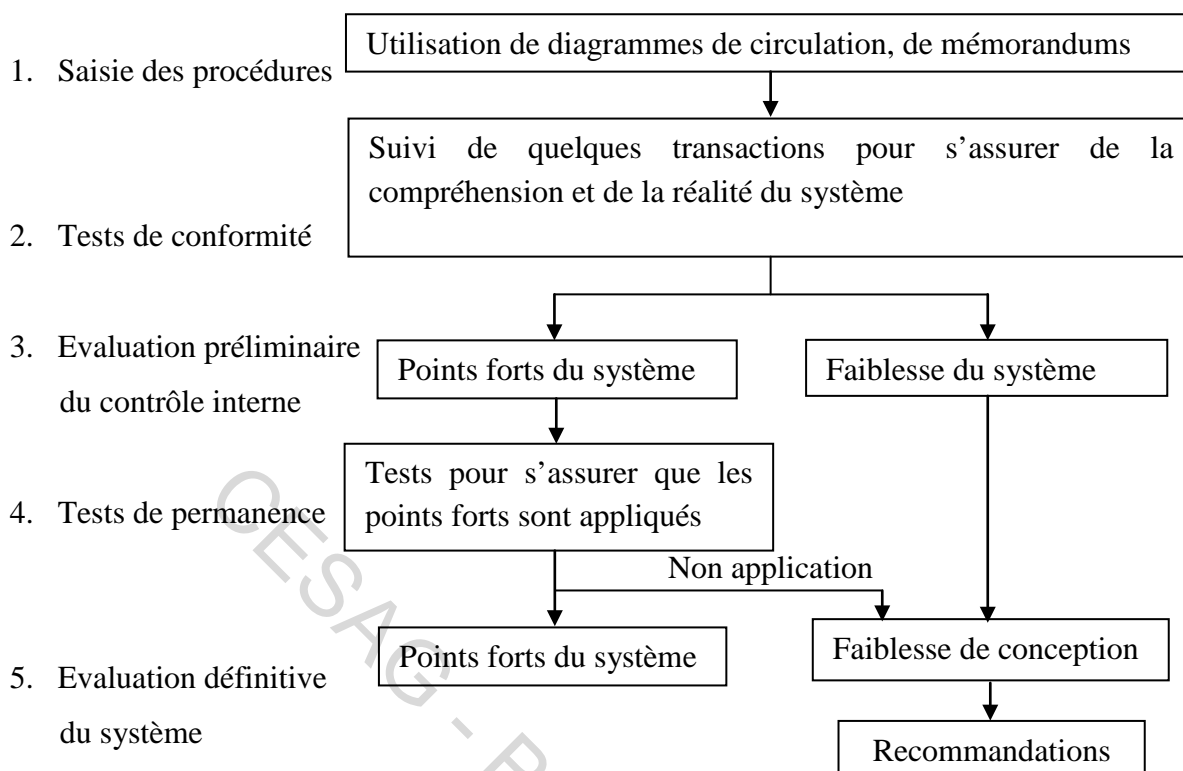 Utilisation de diagrammes de circulation, de mémorandums
1. Saisie des procédures
Suivi de quelques transactions pour s’assurer de la
compréhension et de la réalité du système
2. Tests de conformité
3. Evaluation préliminaire
du contrôle interne
Points forts du système
Faiblesse du système
Tests pour s’assurer que les
points forts sont appliqués
4. Tests de permanence
Non application
Points forts du système
Faiblesse de conception
5. Evaluation définitive
du système
Recommandations
CESAG -